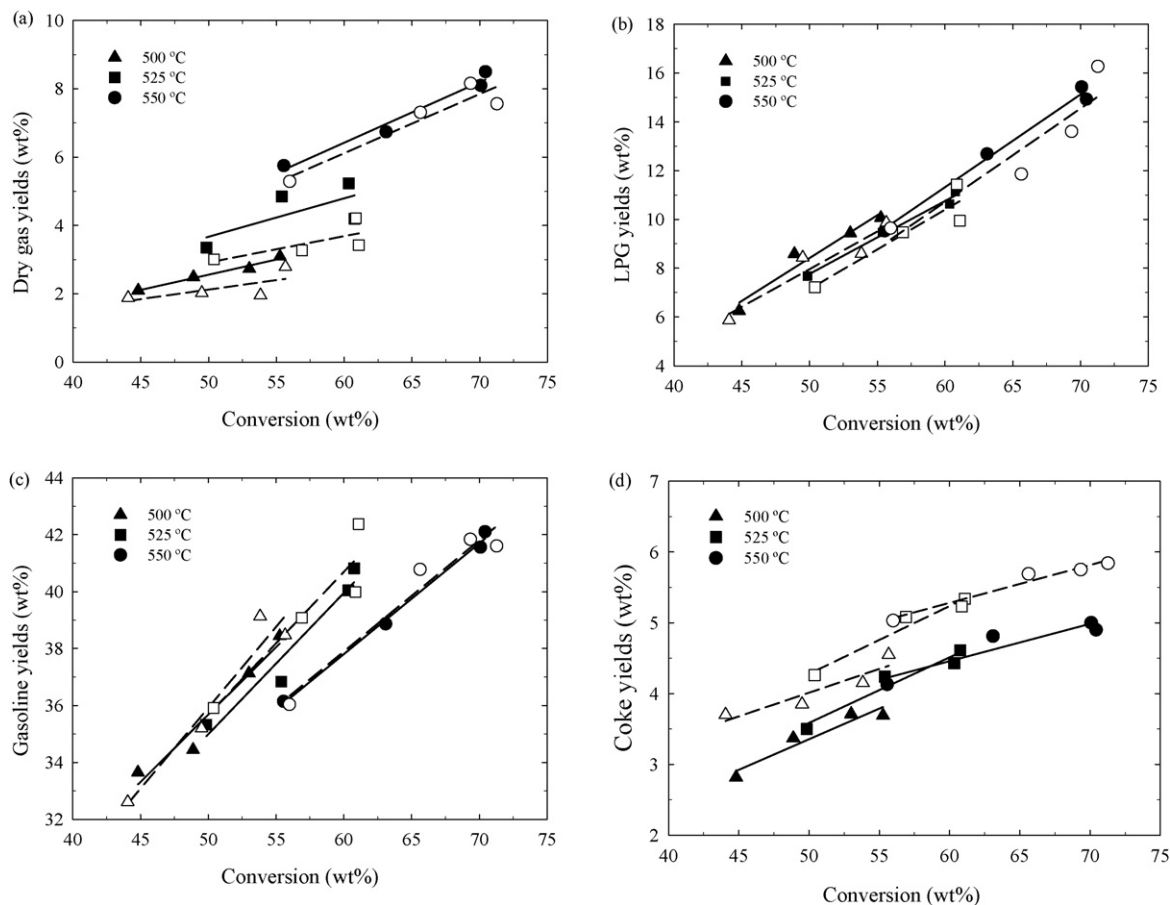 (a)
10
8
6
4
2
0
Dry gas yields (wt%)
500 °C
525 °C
550 °C
40 45 50 55 60 65 70 75
Conversion (wt%)
(b)
18
16
14
12
10
8
6
4
LPG yields (wt%)
500 °C
525 °C
550 °C
40 45 50 55 60 65 70 75
Conversion (wt%)
(c)
44
42
40
38
36
34
32
Gasoline yields (wt%)
500 °C
525 °C
550 °C
40 45 50 55 60 65 70 75
Conversion (wt%)
(d)
7
6
5
4
3
2
Coke yields (wt%)
500 °C
525 °C
550 °C
40 45 50 55 60 65 70 75
Conversion (wt%)